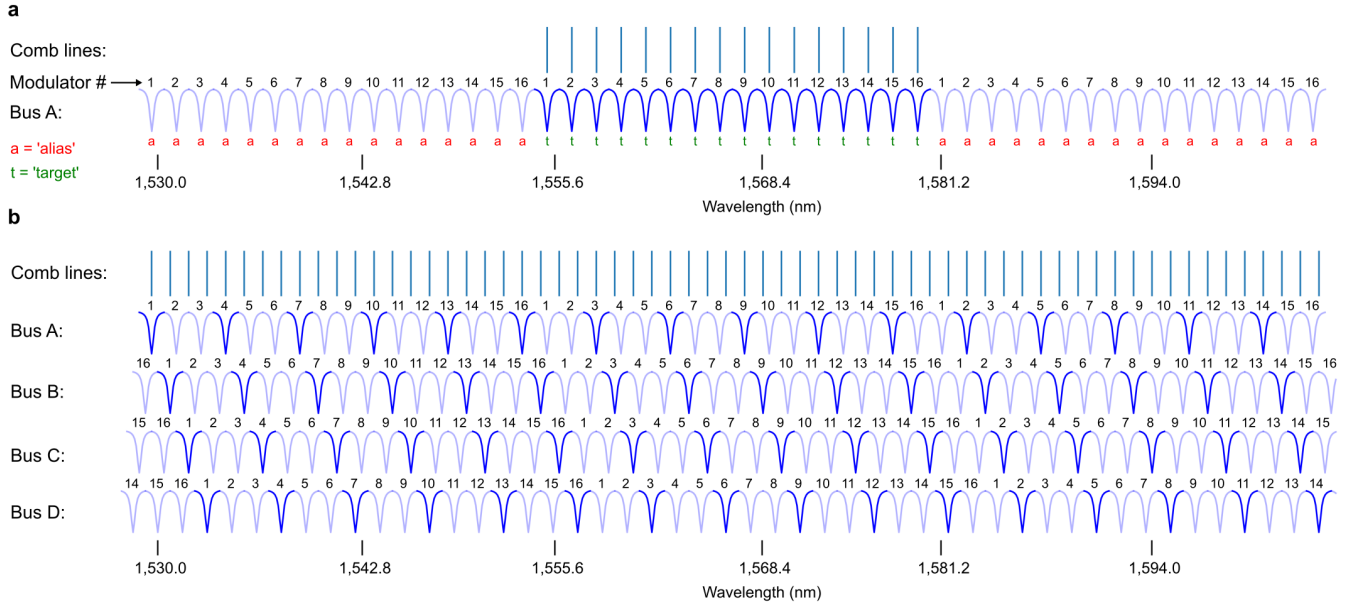 a
Comb lines:
Modulator # 1 2 3 4 5 6 7 8 9 10 11 12 13 14 15 16 1 2 3 4 5 6 7 8 9 10 11 12 13 14 15 16 1 2 3 4 5 6 7 8 9 10 11 12 13 14 15 16
Bus A:
a = 'alias' a a a a a a a a a a a a a a a a t t t t t t t t t t t t t t t t a a a a a a a a a a a a a a a a
t = 'target'
1,530.0 1,542.8 1,555.6 1,568.4 1,581.2 1,594.0
Wavelength (nm)
b
Comb lines:
1 2 3 4 5 6 7 8 9 10 11 12 13 14 15 16 1 2 3 4 5 6 7 8 9 10 11 12 13 14 15 16 1 2 3 4 5 6 7 8 9 10 11 12 13 14 15 16
Bus A:
16 1 2 3 4 5 6 7 8 9 10 11 12 13 14 15 16 1 2 3 4 5 6 7 8 9 10 11 12 13 14 15 16 1 2 3 4 5 6 7 8 9 10 11 12 13 14 15 16
Bus B:
15 16 1 2 3 4 5 6 7 8 9 10 11 12 13 14 15 16 1 2 3 4 5 6 7 8 9 10 11 12 13 14 15 16 1 2 3 4 5 6 7 8 9 10 11 12 13 14 15
Bus C:
14 15 16 1 2 3 4 5 6 7 8 9 10 11 12 13 14 15 16 1 2 3 4 5 6 7 8 9 10 11 12 13 14 15 16 1 2 3 4 5 6 7 8 9 10 11 12 13 14
Bus D:
1,530.0 1,542.8 1,555.6 1,568.4 1,581.2 1,594.0
Wavelength (nm)